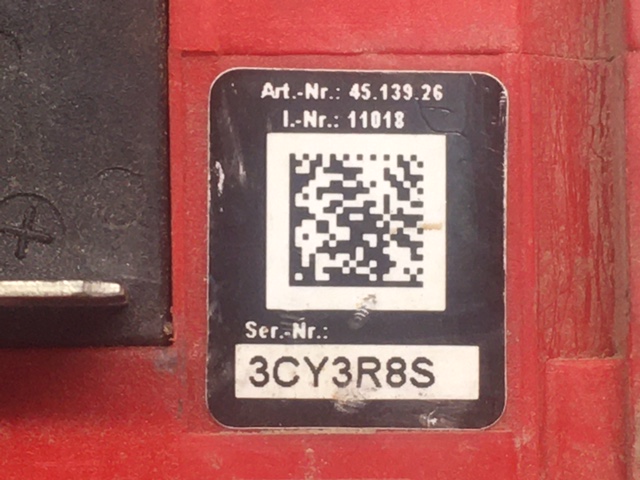 Art.-Nr.: 45.139.26
I.-Nr.: 11018
Ser.-Nr.:
3CY3R8S